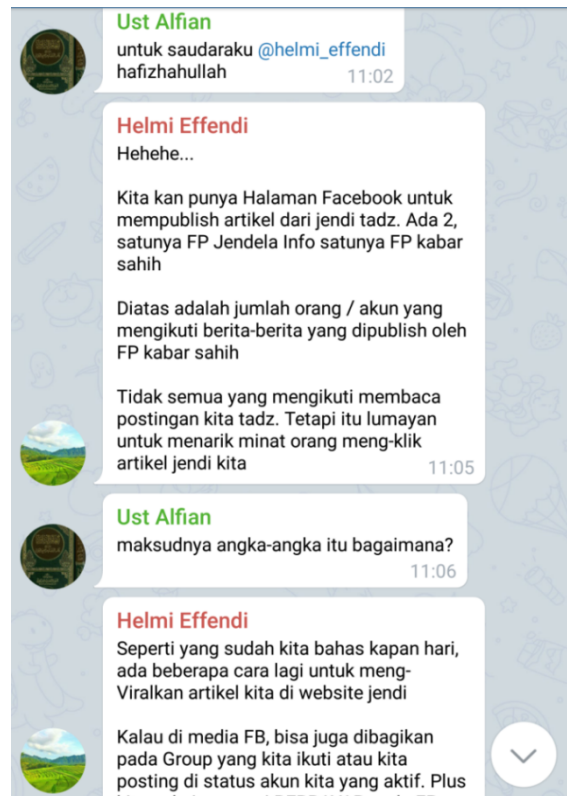 Ust Alfian
untuk saudaraku @helmi_effendi
hafizhahullah
11:02
Helmi Effendi
Hehehe...
Kita kan punya Halaman Facebook untuk
mempublish artikel dari jendi tadz. Ada 2,
satunya FP Jendela Info satunya FP kabar
sahih
Diatas adalah jumlah orang / akun yang
mengikuti berita-berita yang dipublish oleh
FP kabar sahih
Tidak semua yang mengikuti membaca
postingan kita tadz. Tetapi itu lumayan
untuk menarik minat orang meng-klik
artikel jendi kita
11:05
Ust Alfian
maksudnya angka-angka itu bagaimana?
11:06
Helmi Effendi
Seperti yang sudah kita bahas kapan hari,
ada beberapa cara lagi untuk meng-
Viralkan artikel kita di website jendi
Kalau di media FB, bisa juga dibagikan
pada Group yang kita ikuti atau kita
posting di status akun kita yang aktif. Plus